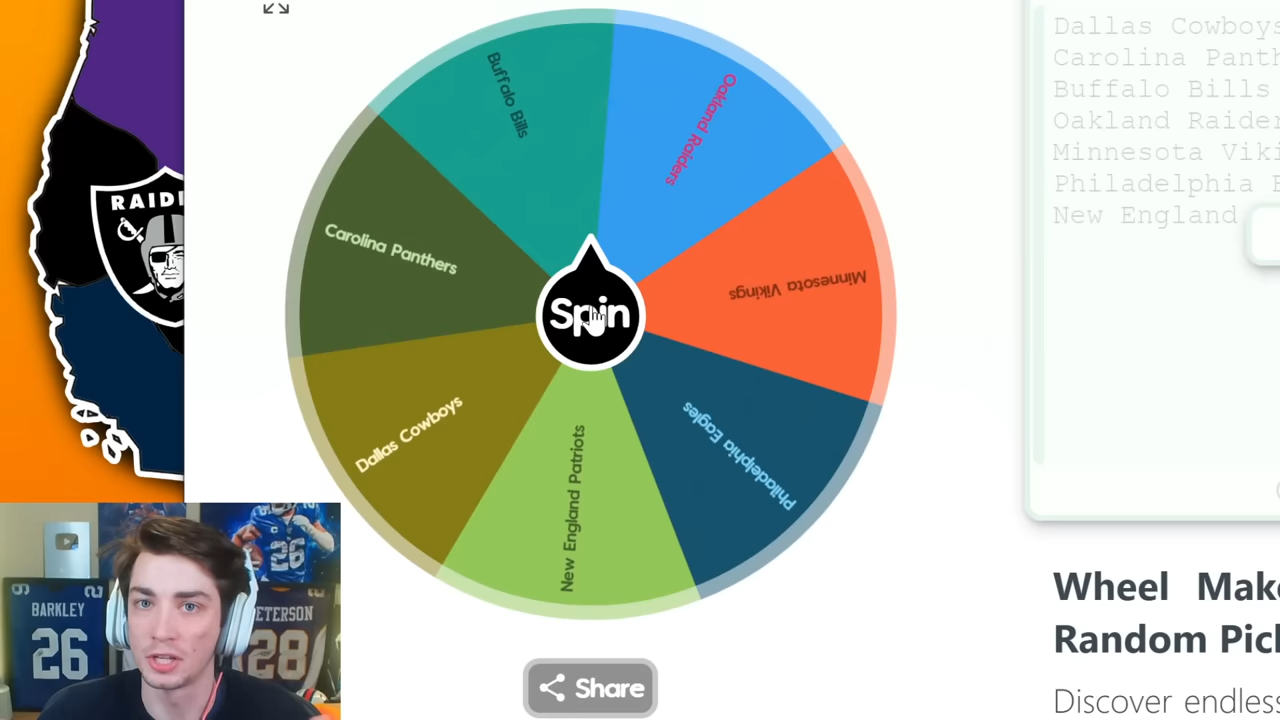 RAIDE
Buffalo Bills
Oakland Raiders
Carolina Panthers
Minnesota Vikings
Spin
Dallas Cowboys
Philadelphia Eagles
New England Patriots
Share
Dallas Cowboys
Carolina Panth
Buffalo Bills
Oakland Raider
Minnesota Viki
Philadelphia E
New England
Wheel Make
Random Pick
Discover endless
BARKLEY
26
26
PETERSON
28